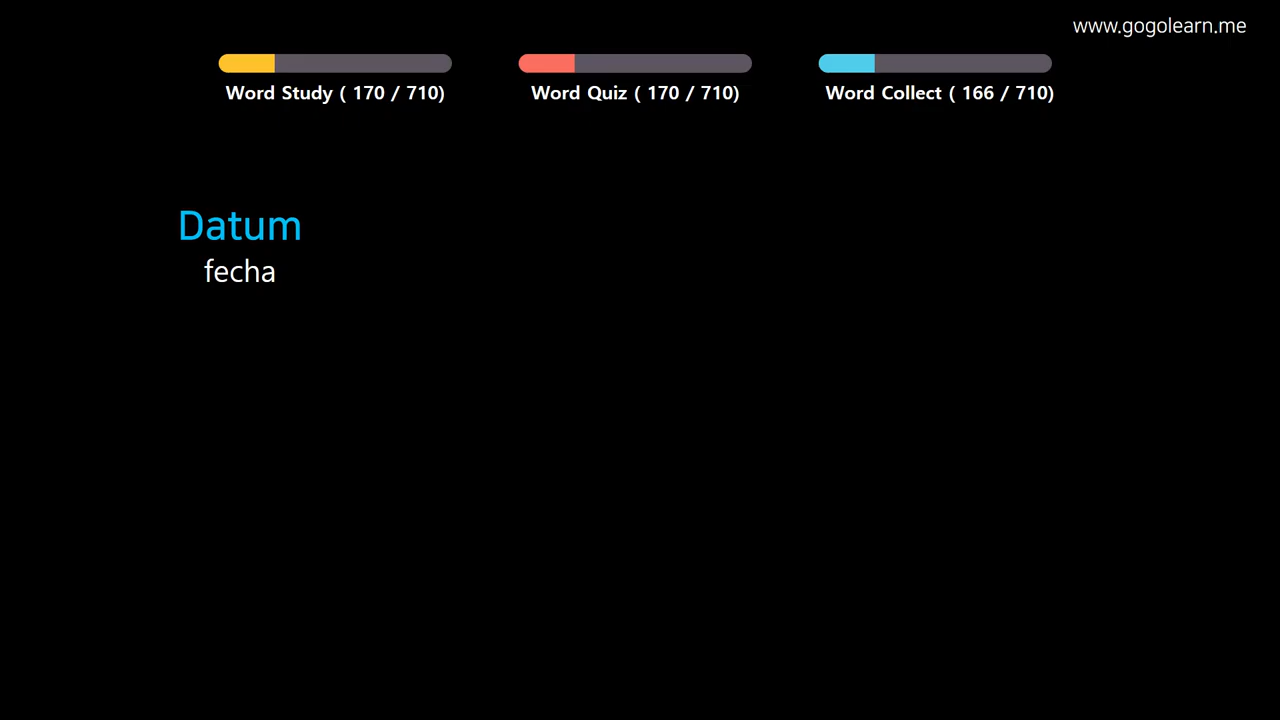 www.gogolearn.me
Word Study ( 170 / 710)
Word Quiz ( 170 / 710)
Word Collect ( 166 / 710)
Datum
fecha